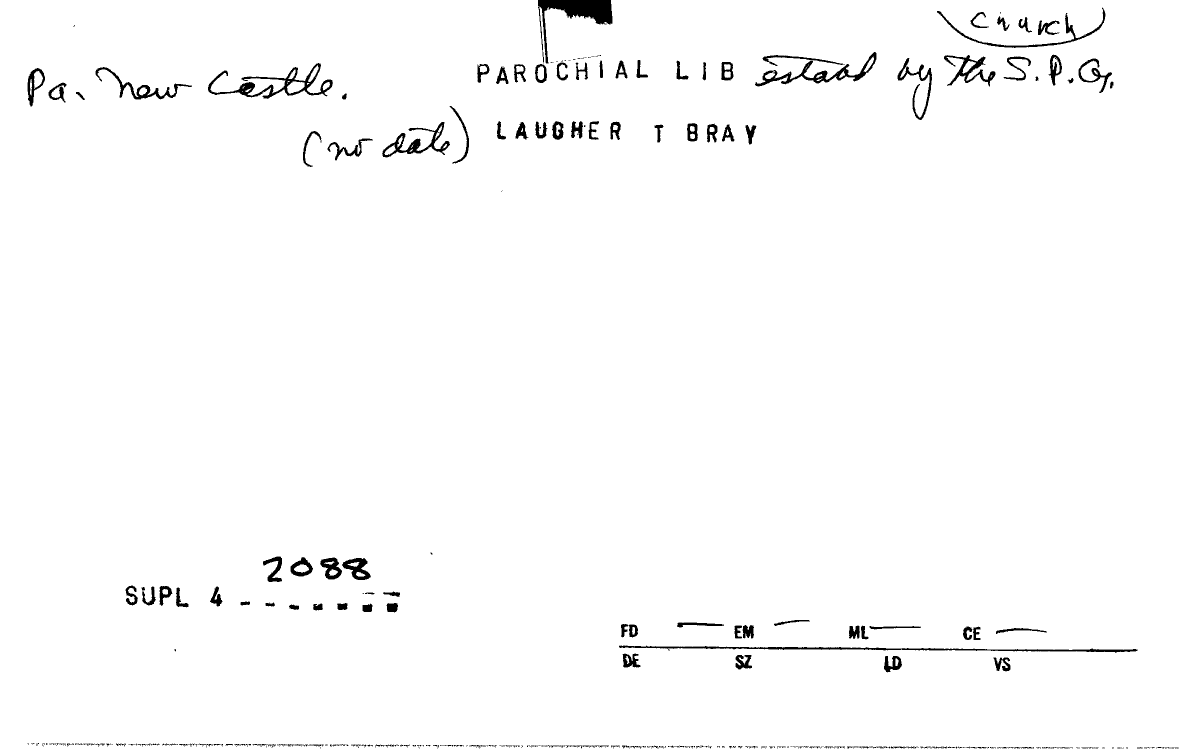 church
Pa. New Castle. PAROCHIAL LIB estabd by the S.P.G.
(no date) LAUGHER T BRAY
2088
SUPL 4 - - - - - - -
FD — EM — ML — CE —
DE SZ LD VS